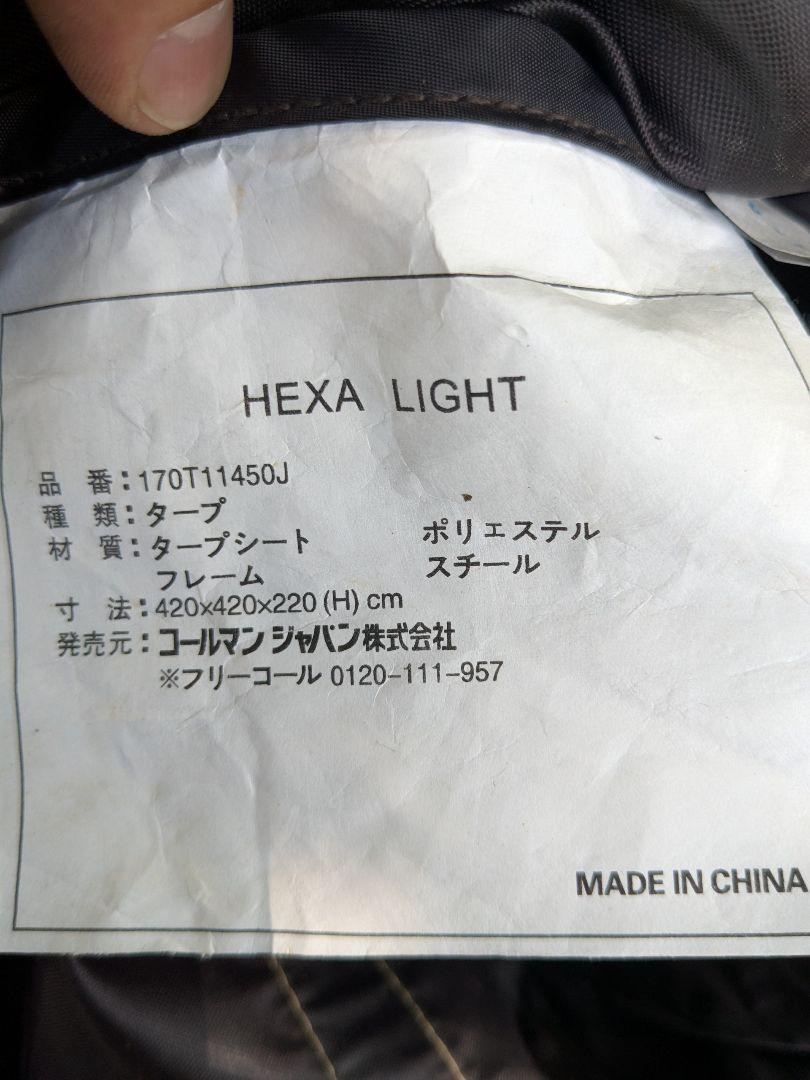 HEXA LIGHT
品 番：170T11450J
種 類：タープ
材 質：タープシート ポリエステル
フレーム スチール
寸 法：420×420×220 (H) cm
発売元：コールマン ジャパン株式会社
※フリーコール 0120-111-957
MADE IN CHINA